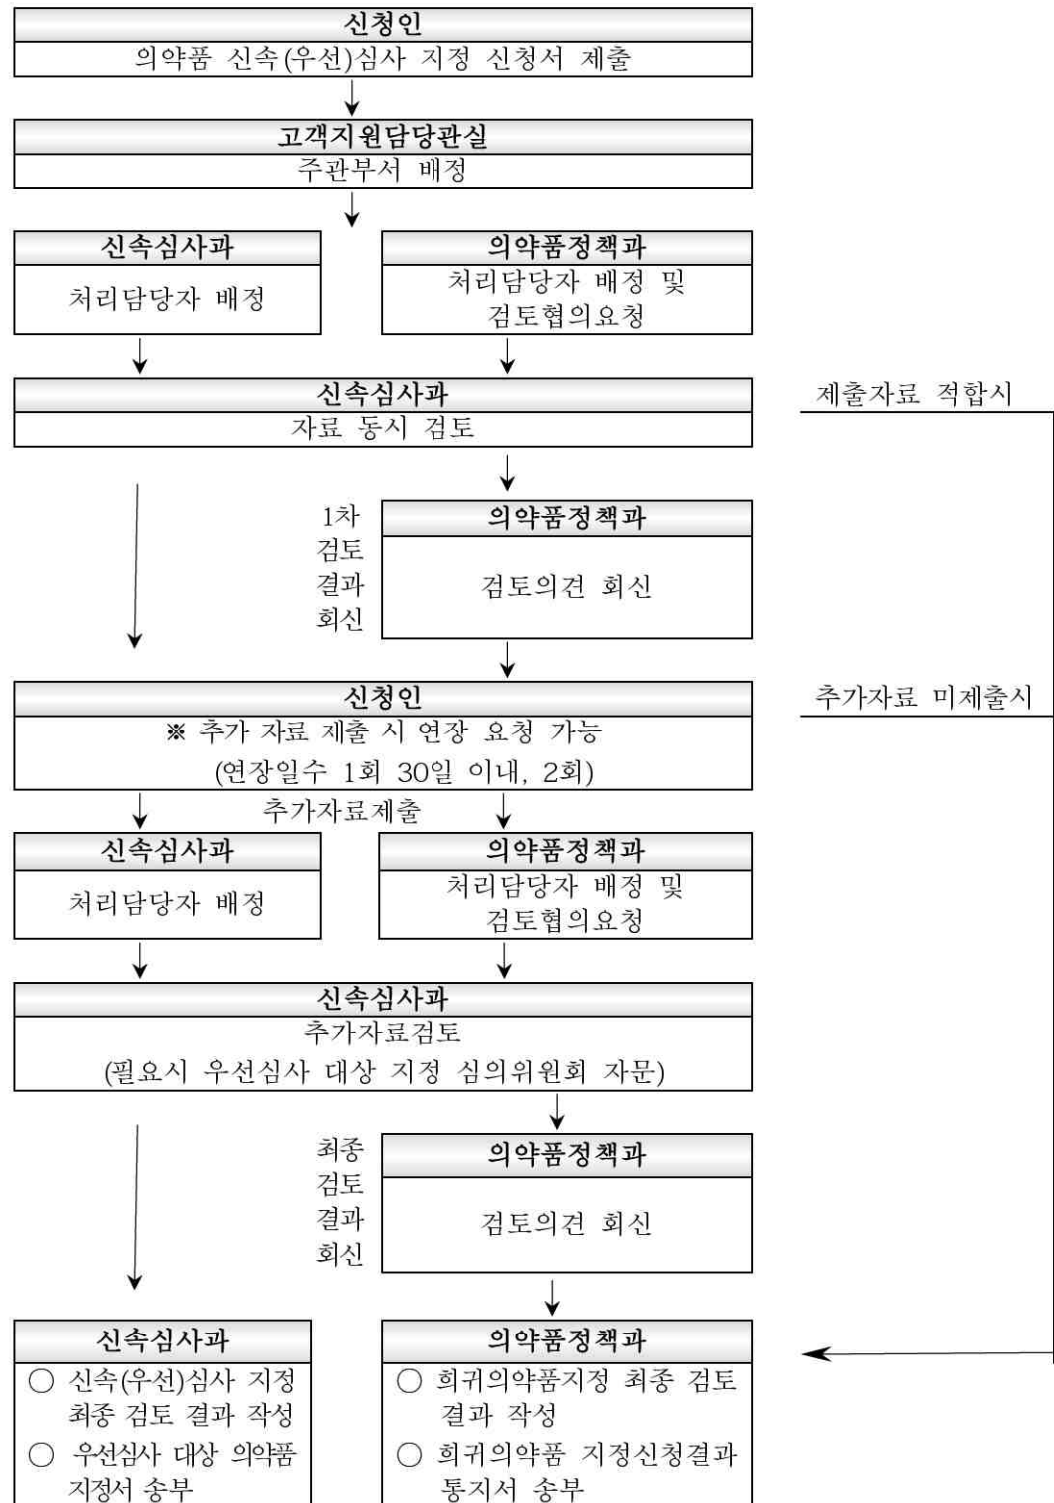 신청인
의약품 신속(우선)심사 지정 신청서 제출
고객지원담당관실
주관부서 배정
신속심사과
처리담당자 배정
의약품정책과
처리담당자 배정 및
검토협의요청
신속심사과
자료 동시 검토
제출자료 적합시
1차
검토
결과
회신
의약품정책과
검토의견 회신
신청인
※ 추가 자료 제출 시 연장 요청 가능
(연장일수 1회 30일 이내, 2회)
추가자료 미제출시
추가자료제출
신속심사과
처리담당자 배정
의약품정책과
처리담당자 배정 및
검토협의요청
신속심사과
추가자료검토
(필요시 우선심사 대상 지정 심의위원회 자문)
최종
검토
결과
회신
의약품정책과
검토의견 회신
신속심사과
○ 신속(우선)심사 지정
최종 검토 결과 작성
○ 우선심사 대상 의약품
지정서 송부
의약품정책과
○ 희귀의약품지정 최종 검토
결과 작성
○ 희귀의약품 지정신청결과
통지서 송부